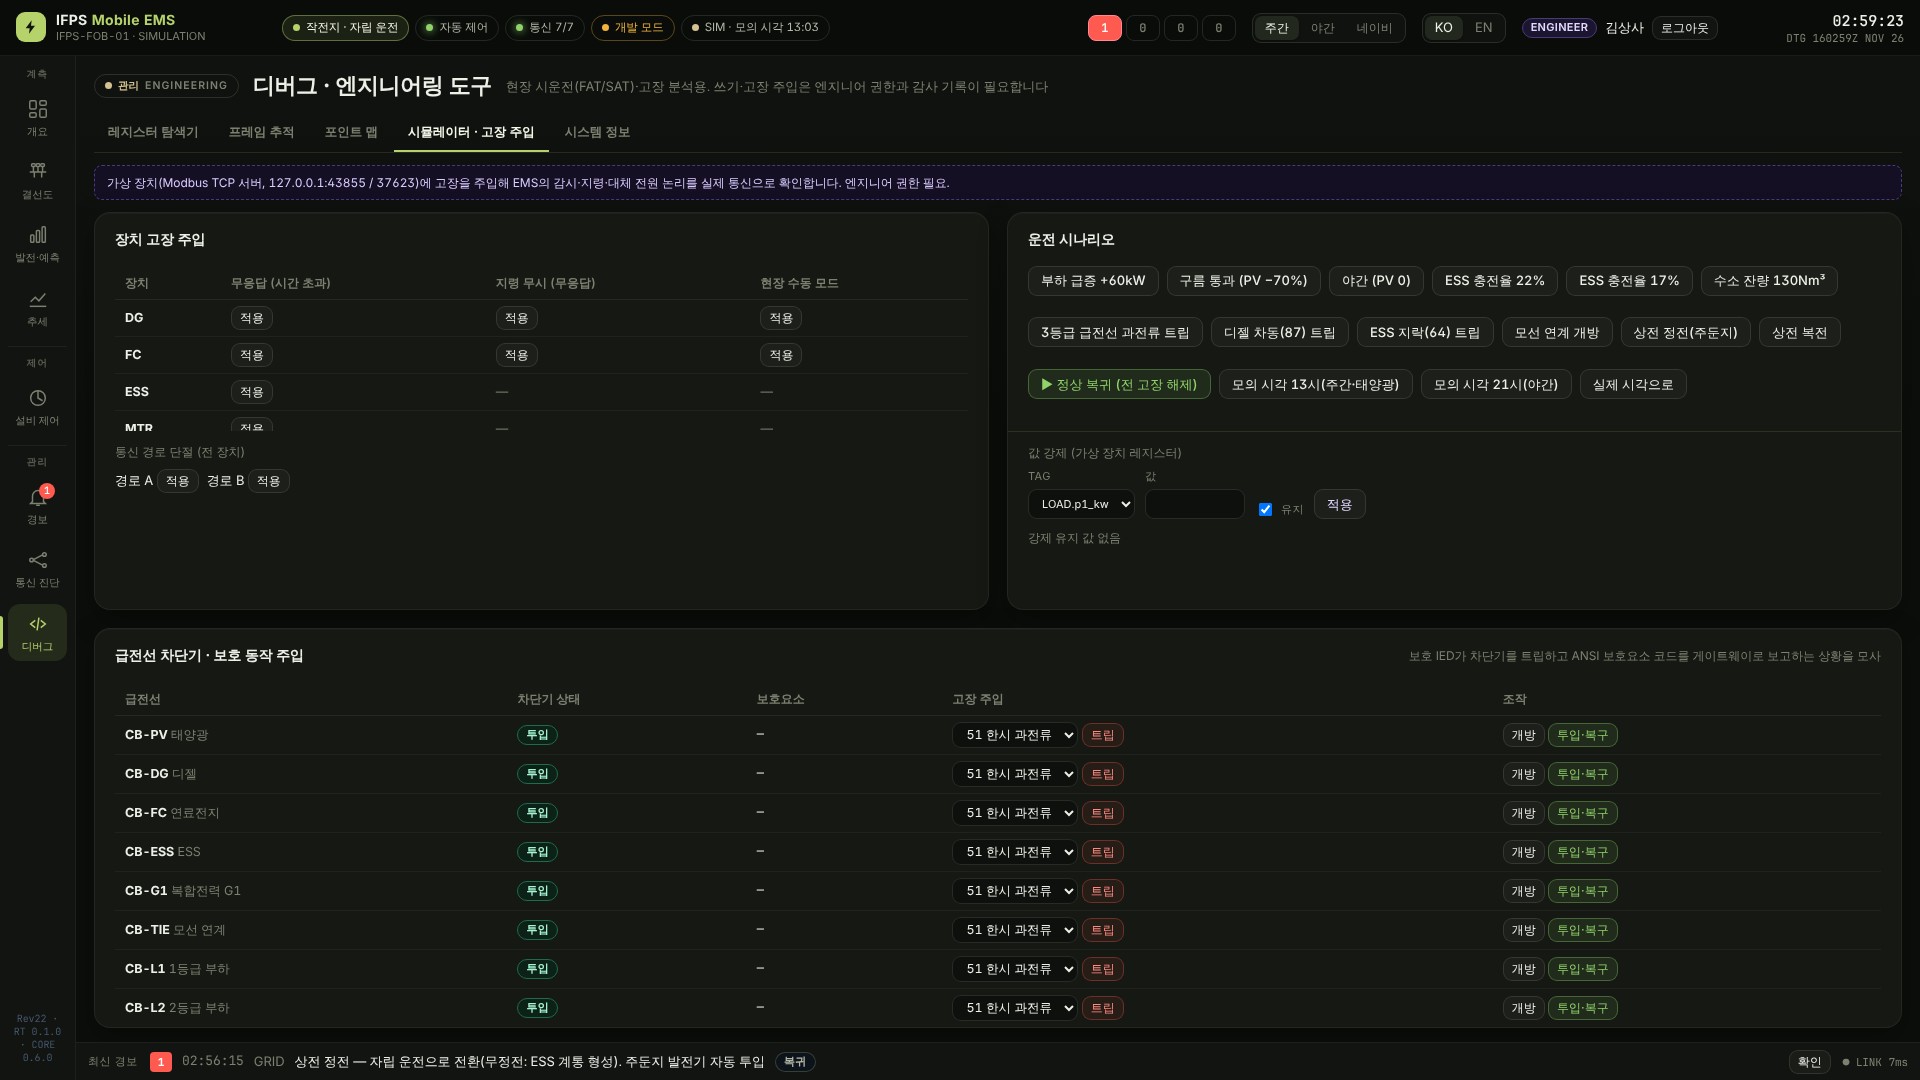 IFPS Mobile EMS
IFPS-FOB-01 · SIMULATION
작전지 · 자립 운전
자동 제어
통신 7/7
개발 모드
SIM · 모의 시각 13:03
1 0 0 0
주간 야간 네이비
KO EN
ENGINEER 김상사 로그아웃
02:59:23
DTG 160259Z NOV 26
계측
개요
결선도
발전·예측
추세
제어
설비 제어
관리
1
경보
통신 진단
디버그
Rev22 ·
RT 0.1.0
· CORE
0.6.0
관리 ENGINEERING
디버그 · 엔지니어링 도구
현장 시운전(FAT/SAT)·고장 분석용. 쓰기·고장 주입은 엔지니어 권한과 감사 기록이 필요합니다
레지스터 탐색기 프레임 추적 포인트 맵 시뮬레이터 · 고장 주입 시스템 정보
가상 장치(Modbus TCP 서버, 127.0.0.1:43855 / 37623)에 고장을 주입해 EMS의 감시·지령·대체 전원 논리를 실제 통신으로 확인합니다. 엔지니어 권한 필요.
장치 고장 주입
장치 무응답 (시간 초과) 지령 무시 (무응답) 현장 수동 모드
DG 적용 적용 적용
FC 적용 적용 적용
ESS 적용 — —
MTR 적용 — —
통신 경로 단절 (전 장치)
경로 A 적용 경로 B 적용
운전 시나리오
부하 급증 +60kW 구름 통과 (PV −70%) 야간 (PV 0) ESS 충전율 22% ESS 충전율 17% 수소 잔량 130Nm³
3등급 급전선 과전류 트립 디젤 차동(87) 트립 ESS 지락(64) 트립 모선 연계 개방 상전 정전(주둔지) 상전 복전
▶ 정상 복귀 (전 고장 해제) 모의 시각 13시(주간·태양광) 모의 시각 21시(야간) 실제 시각으로
값 강제 (가상 장치 레지스터)
TAG 값
LOAD.p1_kw 유지 적용
강제 유지 값 없음
급전선 차단기 · 보호 동작 주입
보호 IED가 차단기를 트립하고 ANSI 보호요소 코드를 게이트웨이로 보고하는 상황을 모사
급전선 차단기 상태 보호요소 고장 주입 조작
CB-PV 태양광 투입 – 51 한시 과전류 트립 개방 투입·복구
CB-DG 디젤 투입 – 51 한시 과전류 트립 개방 투입·복구
CB-FC 연료전지 투입 – 51 한시 과전류 트립 개방 투입·복구
CB-ESS ESS 투입 – 51 한시 과전류 트립 개방 투입·복구
CB-G1 복합전력 G1 투입 – 51 한시 과전류 트립 개방 투입·복구
CB-TIE 모선 연계 투입 – 51 한시 과전류 트립 개방 투입·복구
CB-L1 1등급 부하 투입 – 51 한시 과전류 트립 개방 투입·복구
CB-L2 2등급 부하 투입 – 51 한시 과전류 트립 개방 투입·복구
최신 경보 1 02:56:15 GRID 상전 정전 — 자립 운전으로 전환(무정전: ESS 계통 형성). 주둔지 발전기 자동 투입 복귀
확인 LINK 7ms